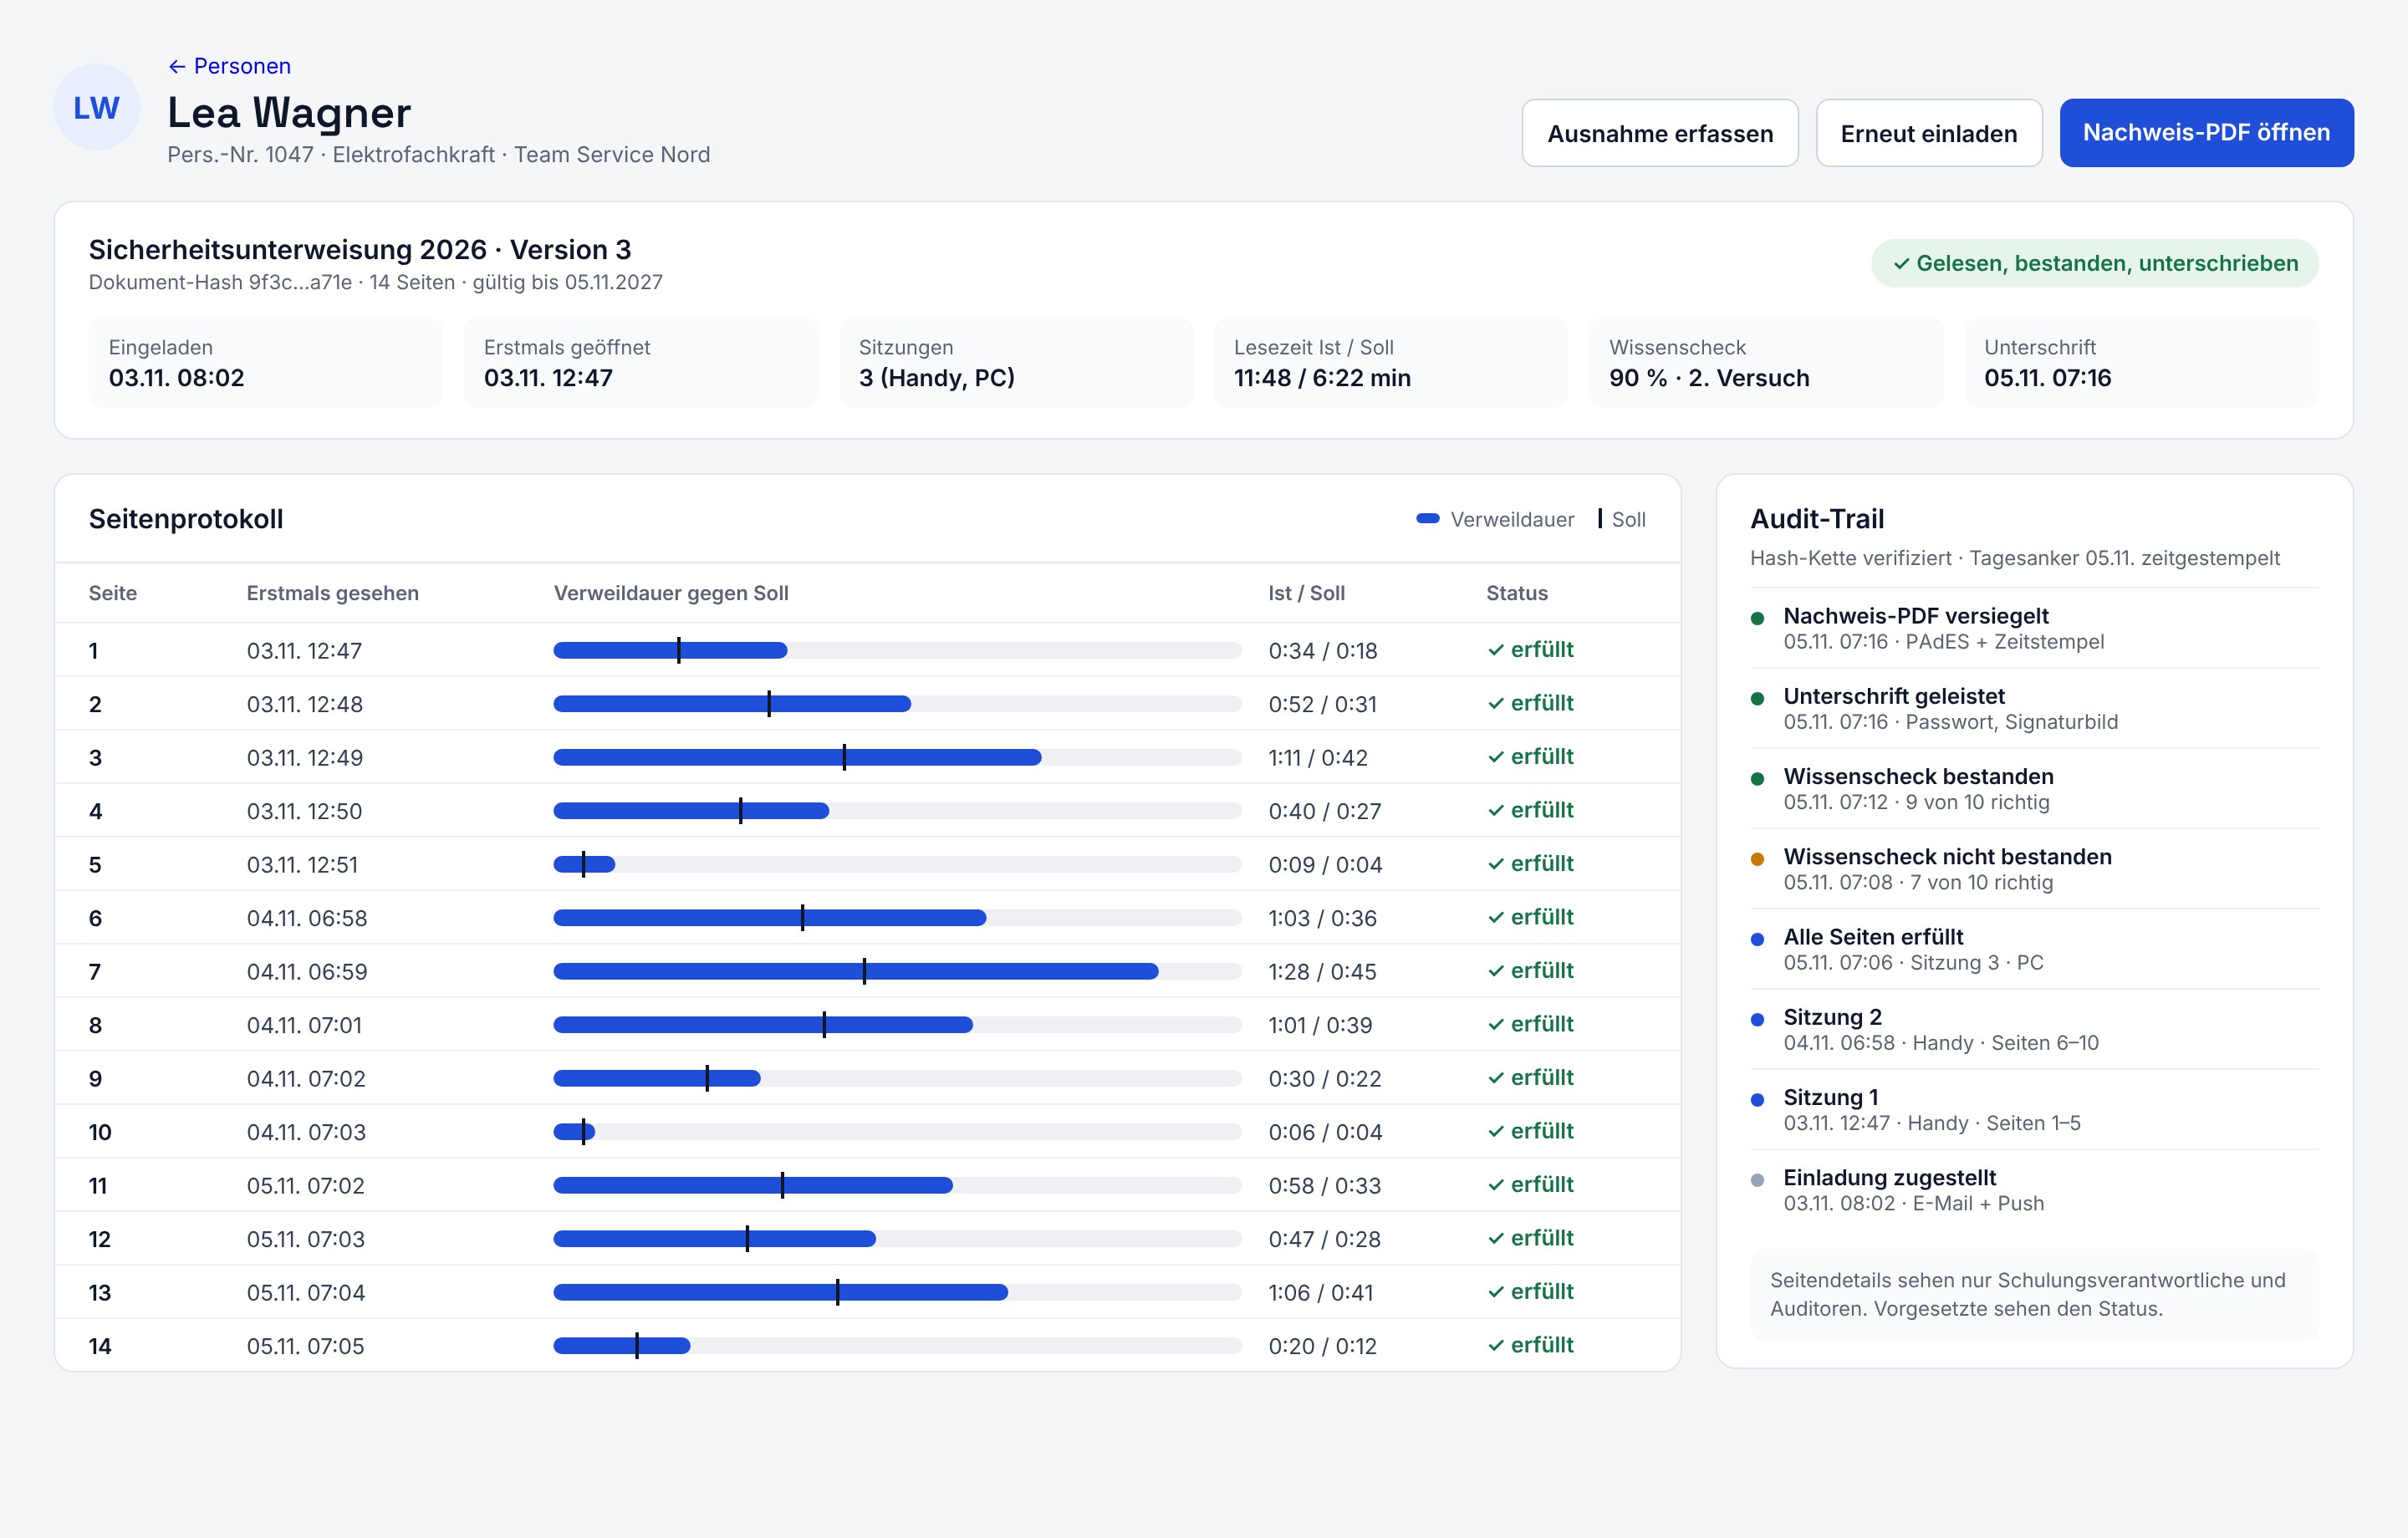 LW
← Personen
Lea Wagner
Pers.-Nr. 1047 · Elektrofachkraft · Team Service Nord
Ausnahme erfassen
Erneut einladen
Nachweis-PDF öffnen
Sicherheitsunterweisung 2026 · Version 3
Dokument-Hash 9f3c…a71e · 14 Seiten · gültig bis 05.11.2027
✓ Gelesen, bestanden, unterschrieben
Eingeladen
03.11. 08:02
Erstmals geöffnet
03.11. 12:47
Sitzungen
3 (Handy, PC)
Lesezeit Ist / Soll
11:48 / 6:22 min
Wissenscheck
90 % · 2. Versuch
Unterschrift
05.11. 07:16
Seitenprotokoll
Verweildauer Soll
Seite Erstmals gesehen Verweildauer gegen Soll Ist / Soll Status
1 03.11. 12:47 0:34 / 0:18 ✓ erfüllt
2 03.11. 12:48 0:52 / 0:31 ✓ erfüllt
3 03.11. 12:49 1:11 / 0:42 ✓ erfüllt
4 03.11. 12:50 0:40 / 0:27 ✓ erfüllt
5 03.11. 12:51 0:09 / 0:04 ✓ erfüllt
6 04.11. 06:58 1:03 / 0:36 ✓ erfüllt
7 04.11. 06:59 1:28 / 0:45 ✓ erfüllt
8 04.11. 07:01 1:01 / 0:39 ✓ erfüllt
9 04.11. 07:02 0:30 / 0:22 ✓ erfüllt
10 04.11. 07:03 0:06 / 0:04 ✓ erfüllt
11 05.11. 07:02 0:58 / 0:33 ✓ erfüllt
12 05.11. 07:03 0:47 / 0:28 ✓ erfüllt
13 05.11. 07:04 1:06 / 0:41 ✓ erfüllt
14 05.11. 07:05 0:20 / 0:12 ✓ erfüllt
Audit-Trail
Hash-Kette verifiziert · Tagesanker 05.11. zeitgestempelt
Nachweis-PDF versiegelt
05.11. 07:16 · PAdES + Zeitstempel
Unterschrift geleistet
05.11. 07:16 · Passwort, Signaturbild
Wissenscheck bestanden
05.11. 07:12 · 9 von 10 richtig
Wissenscheck nicht bestanden
05.11. 07:08 · 7 von 10 richtig
Alle Seiten erfüllt
05.11. 07:06 · Sitzung 3 · PC
Sitzung 2
04.11. 06:58 · Handy · Seiten 6–10
Sitzung 1
03.11. 12:47 · Handy · Seiten 1–5
Einladung zugestellt
03.11. 08:02 · E-Mail + Push
Seitendetails sehen nur Schulungsverantwortliche und
Auditoren. Vorgesetzte sehen den Status.